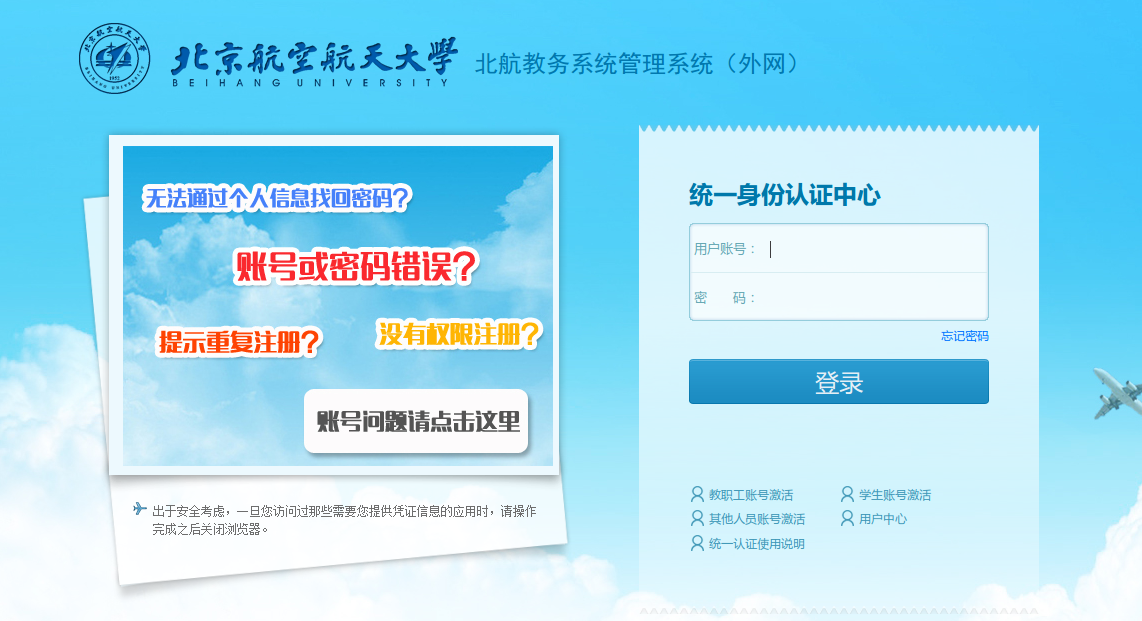 北京航空航天大學
BEIHANG UNIVERSITY
1952
北航教务系统管理系统（外网）
无法通过个人信息找回密码?
账号或密码错误?
提示重复注册?
没有权限注册?
账号问题请点击这里
出于安全考虑，一旦您访问过那些需要您提供凭证信息的应用时，请操作
完成之后关闭浏览器。
统一身份认证中心
用户账号：
密　　码：
忘记密码
登录
教职工账号激活
学生账号激活
其他人员账号激活
用户中心
统一认证使用说明